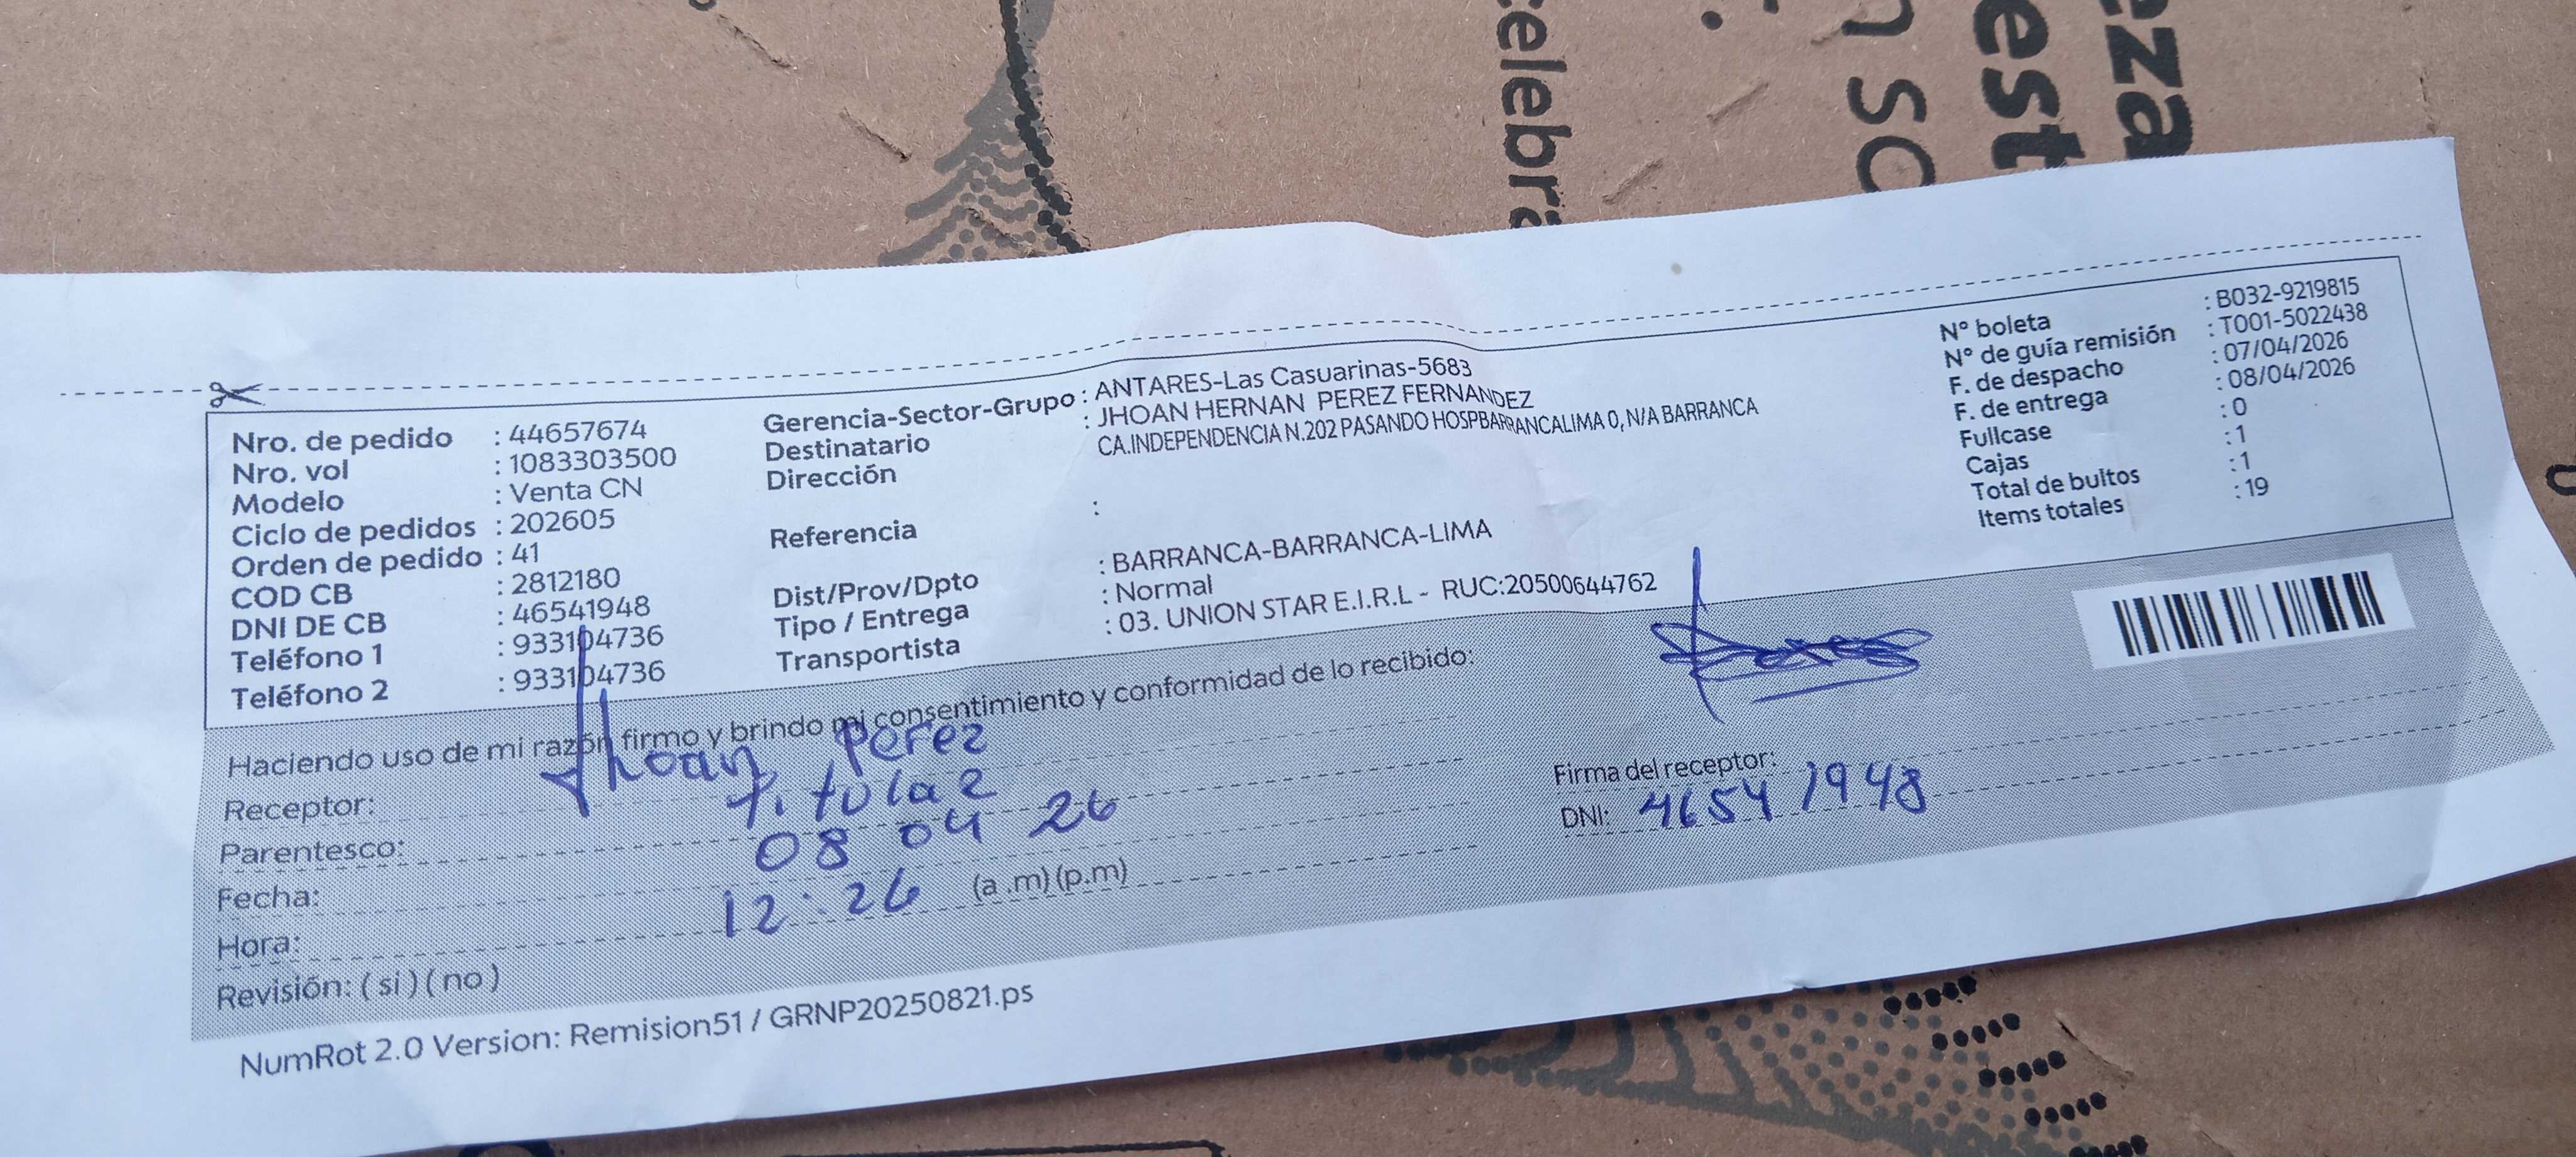 celebra
n so
est
eza
Nro. de pedido : 44657674
Nro. vol : 1083303500
Modelo : Venta CN
Ciclo de pedidos : 202605
Orden de pedido : 41
COD CB : 2812180
DNI DE CB : 46541948
Teléfono 1 : 933104736
Teléfono 2 : 933104736
Gerencia-Sector-Grupo : ANTARES-Las Casuarinas-5683
Destinatario : JHOAN HERNAN PEREZ FERNANDEZ
Dirección CA.INDEPENDENCIA N.202 PASANDO HOSPBARRANCALIMA 0, N/A BARRANCA
Referencia :
Dist/Prov/Dpto : BARRANCA-BARRANCA-LIMA
Tipo / Entrega : Normal
Transportista : 03. UNION STAR E.I.R.L - RUC:20500644762
N° boleta : B032-9219815
N° de guía remisión : T001-5022438
F. de despacho : 07/04/2026
F. de entrega : 08/04/2026
Fullcase : 0
Cajas : 1
Total de bultos : 1
Items totales : 19
Haciendo uso de mi razón firmo y brindo mi consentimiento y conformidad de lo recibido:
Receptor: Jhoan Perez
Parentesco: Titular
Fecha: 08 04 26
Hora: 12:26 (a .m) (p.m)
Revisión: ( si ) ( no )
Firma del receptor:
DNI: 46541948
NumRot 2.0 Version: Remision51 / GRNP20250821.ps